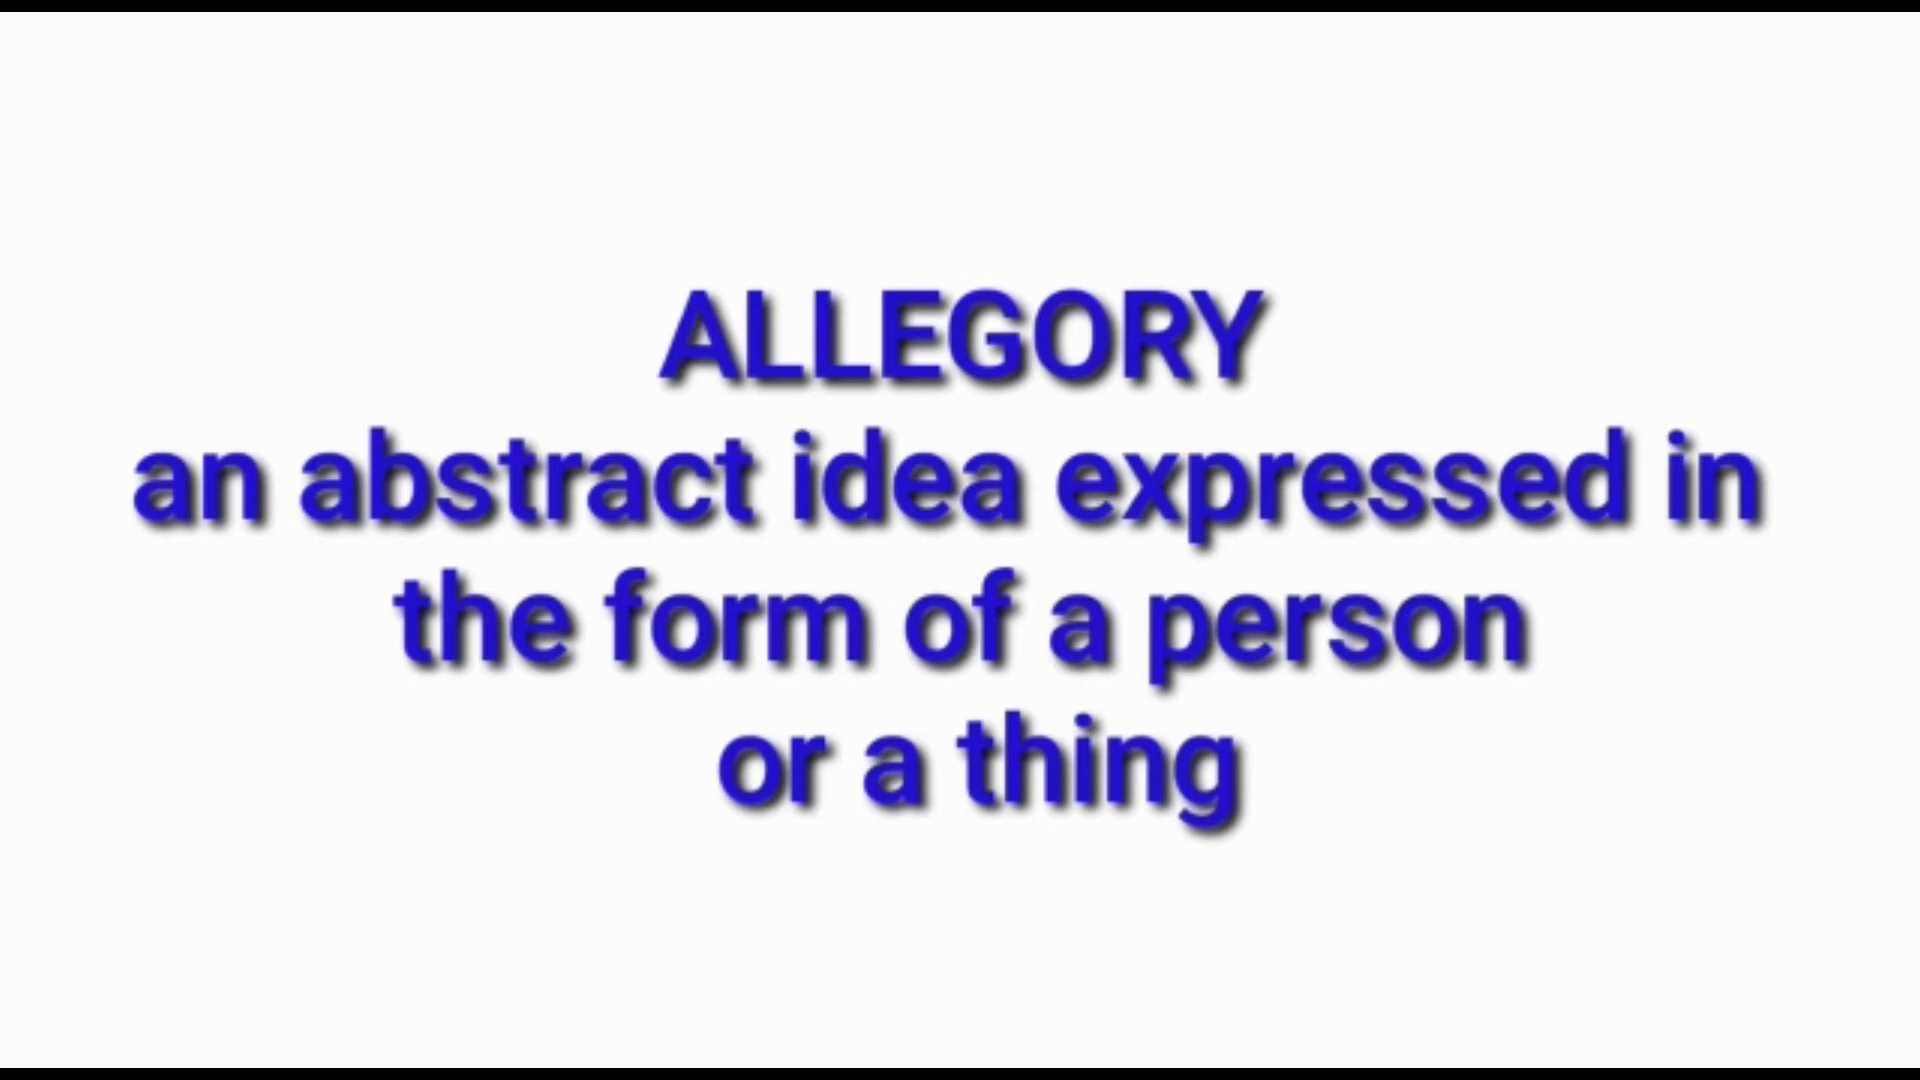 ALLEGORY
an abstract idea expressed in
the form of a person
or a thing